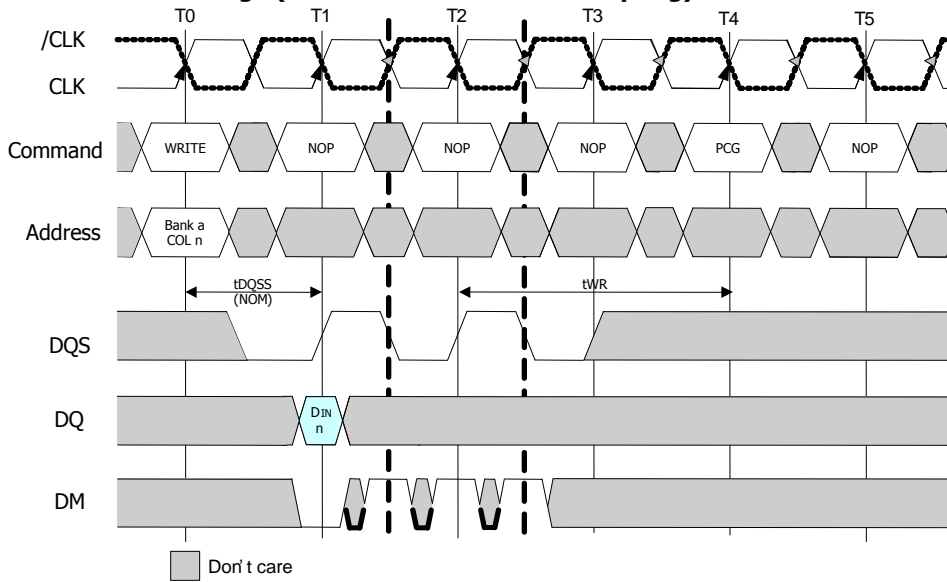 T0 T1 T2 T3 T4 T5
/CLK
CLK
Command WRITE NOP NOP NOP PCG NOP
Address Bank a
COL n
tDQSS
(NOM)
tWR
DQS
DQ DIN
n
DM
Don't care